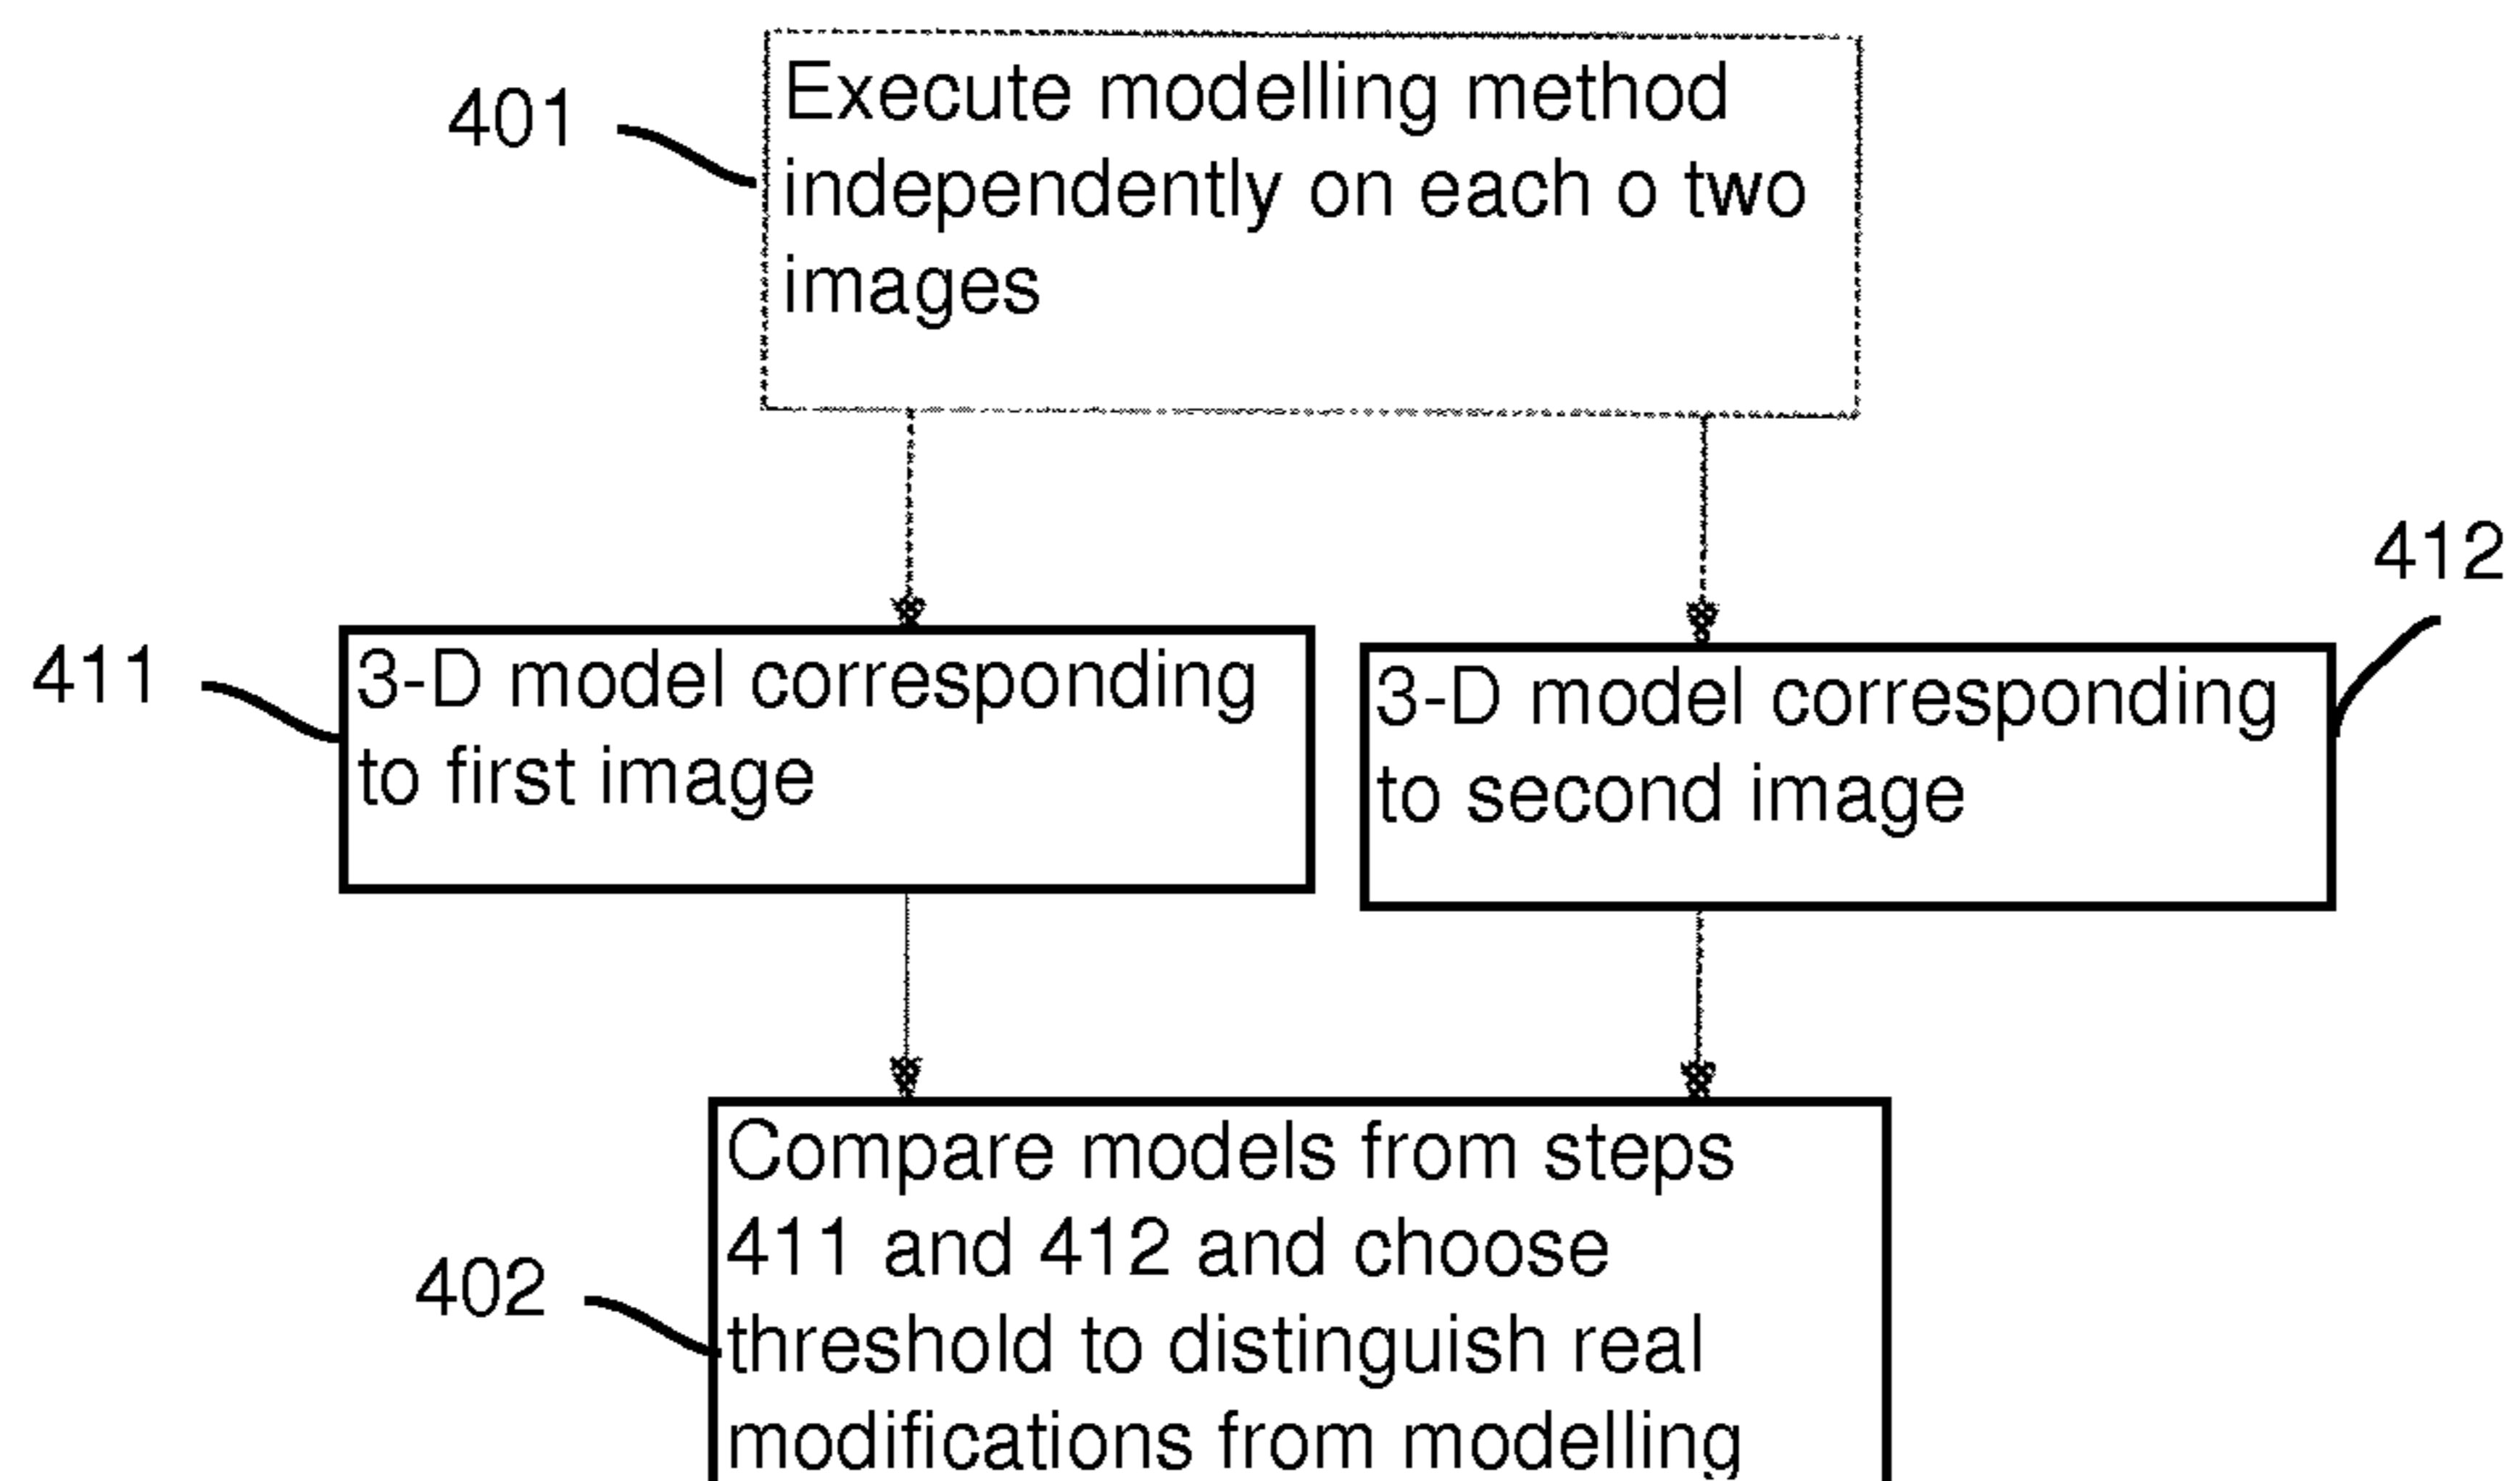 401
Execute modelling method
independently on each o two
images
412
411
3-D model corresponding
to first image
3-D model corresponding
to second image
402
Compare models from steps
411 and 412 and choose
threshold to distinguish real
modifications from modelling